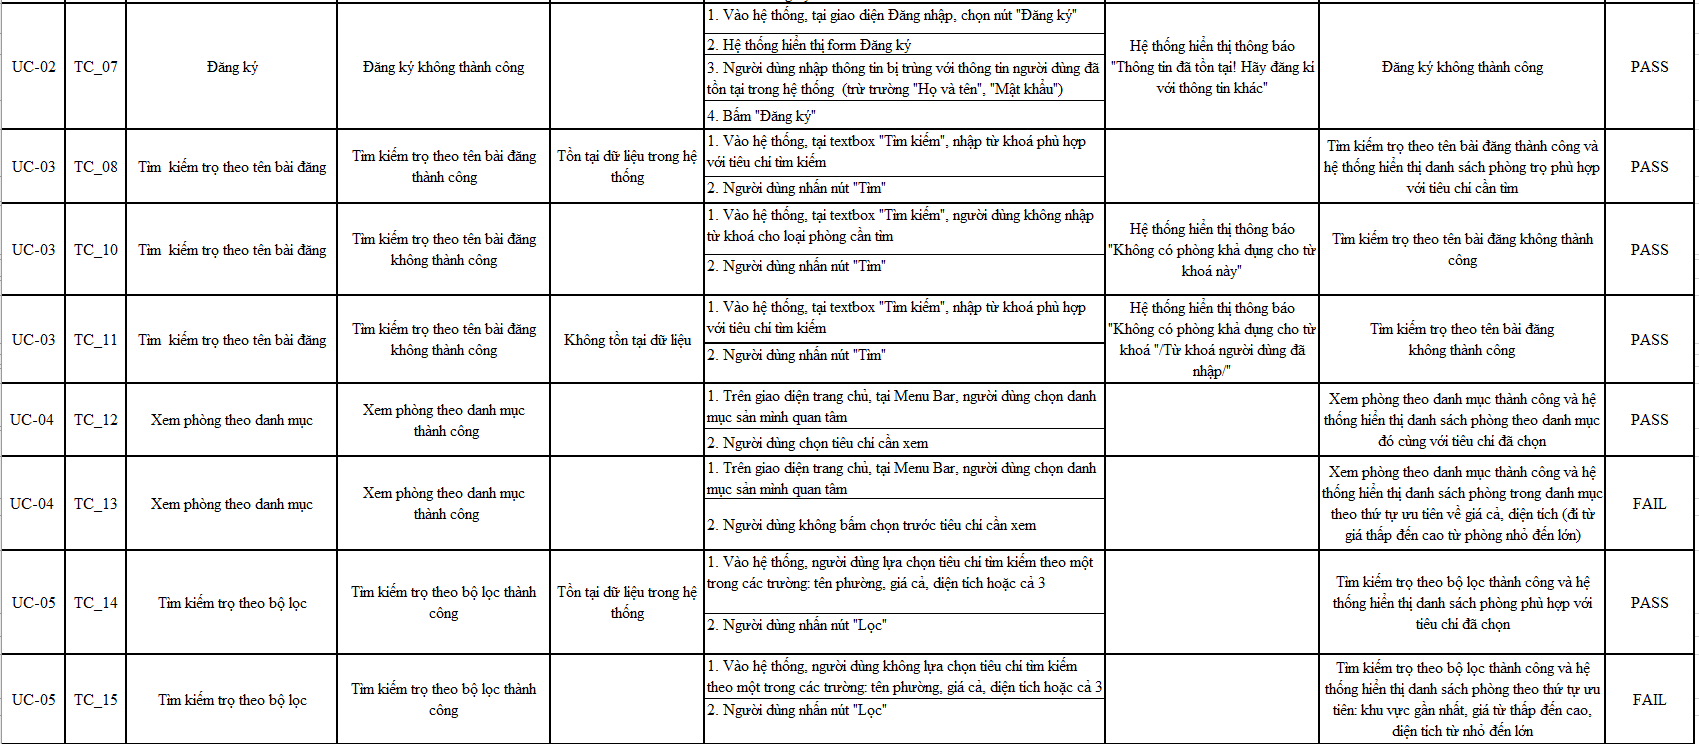 UC-02
TC_07
Đăng ký
Đăng ký không thành công
1. Vào hệ thống, tại giao diện Đăng nhập, chọn nút "Đăng ký"
2. Hệ thống hiển thị form Đăng ký
3. Người dùng nhập thông tin bị trùng với thông tin người dùng đã
tồn tại trong hệ thống (trừ trường "Họ và tên", "Mật khẩu")
4. Bấm "Đăng ký"
Hệ thống hiển thị thông báo
"Thông tin đã tồn tại! Hãy đăng kí
với thông tin khác"
Đăng ký không thành công
PASS
UC-03
TC_08
Tìm kiếm trọ theo tên bài đăng
Tìm kiếm trọ theo tên bài đăng
thành công
Tồn tại dữ liệu trong hệ
thống
1. Vào hệ thống, tại textbox "Tìm kiếm", nhập từ khoá phù hợp
với tiêu chí tìm kiếm
2. Người dùng nhấn nút "Tìm"
Tìm kiếm trọ theo tên bài đăng thành công và
hệ thống hiển thị danh sách phòng trọ phù hợp
với tiêu chí cần tìm
PASS
UC-03
TC_10
Tìm kiếm trọ theo tên bài đăng
Tìm kiếm trọ theo tên bài đăng
không thành công
1. Vào hệ thống, tại textbox "Tìm kiếm", người dùng không nhập
từ khoá cho loại phòng cần tìm
2. Người dùng nhấn nút "Tìm"
Hệ thống hiển thị thông báo
"Không có phòng khả dụng cho từ
khoá này"
Tìm kiếm trọ theo tên bài đăng không thành
công
PASS
UC-03
TC_11
Tìm kiếm trọ theo tên bài đăng
Tìm kiếm trọ theo tên bài đăng
không thành công
Không tồn tại dữ liệu
1. Vào hệ thống, tại textbox "Tìm kiếm", nhập từ khoá phù hợp
với tiêu chí tìm kiếm
2. Người dùng nhấn nút "Tìm"
Hệ thống hiển thị thông báo
"Không có phòng khả dụng cho từ
khoá "/Từ khoá người dùng đã
nhập/"
Tìm kiếm trọ theo tên bài đăng
không thành công
PASS
UC-04
TC_12
Xem phòng theo danh mục
Xem phòng theo danh mục
thành công
1. Trên giao diện trang chủ, tại Menu Bar, người dùng chọn danh
mục sản mình quan tâm
2. Người dùng chọn tiêu chí cần xem
Xem phòng theo danh mục thành công và hệ
thống hiển thị danh sách phòng theo danh mục
đó cùng với tiêu chí đã chọn
PASS
UC-04
TC_13
Xem phòng theo danh mục
Xem phòng theo danh mục
thành công
1. Trên giao diện trang chủ, tại Menu Bar, người dùng chọn danh
mục sản mình quan tâm
2. Người dùng không bấm chọn trước tiêu chí cần xem
Xem phòng theo danh mục thành công và hệ
thống hiển thị danh sách phòng trong danh mục
theo thứ tự ưu tiên về giá cả, diện tích (đi từ
giá thấp đến cao từ phòng nhỏ đến lớn)
FAIL
UC-05
TC_14
Tìm kiếm trọ theo bộ lọc
Tìm kiếm trọ theo bộ lọc thành
công
Tồn tại dữ liệu trong hệ
thống
1. Vào hệ thống, người dùng lựa chọn tiêu chí tìm kiếm theo một
trong các trường: tên phường, giá cả, diện tích hoặc cả 3
2. Người dùng nhấn nút "Lọc"
Tìm kiếm trọ theo bộ lọc thành công và hệ
thống hiển thị danh sách phòng phù hợp với
tiêu chí đã chọn
PASS
UC-05
TC_15
Tìm kiếm trọ theo bộ lọc
Tìm kiếm trọ theo bộ lọc thành
công
1. Vào hệ thống, người dùng không lựa chọn tiêu chí tìm kiếm
theo một trong các trường: tên phường, giá cả, diện tích hoặc cả 3
2. Người dùng nhấn nút "Lọc"
Tìm kiếm trọ theo bộ lọc thành công và hệ
thống hiển thị danh sách phòng theo thứ tự ưu
tiên: khu vực gần nhất, giá từ thấp đến cao,
diện tích từ nhỏ đến lớn
FAIL